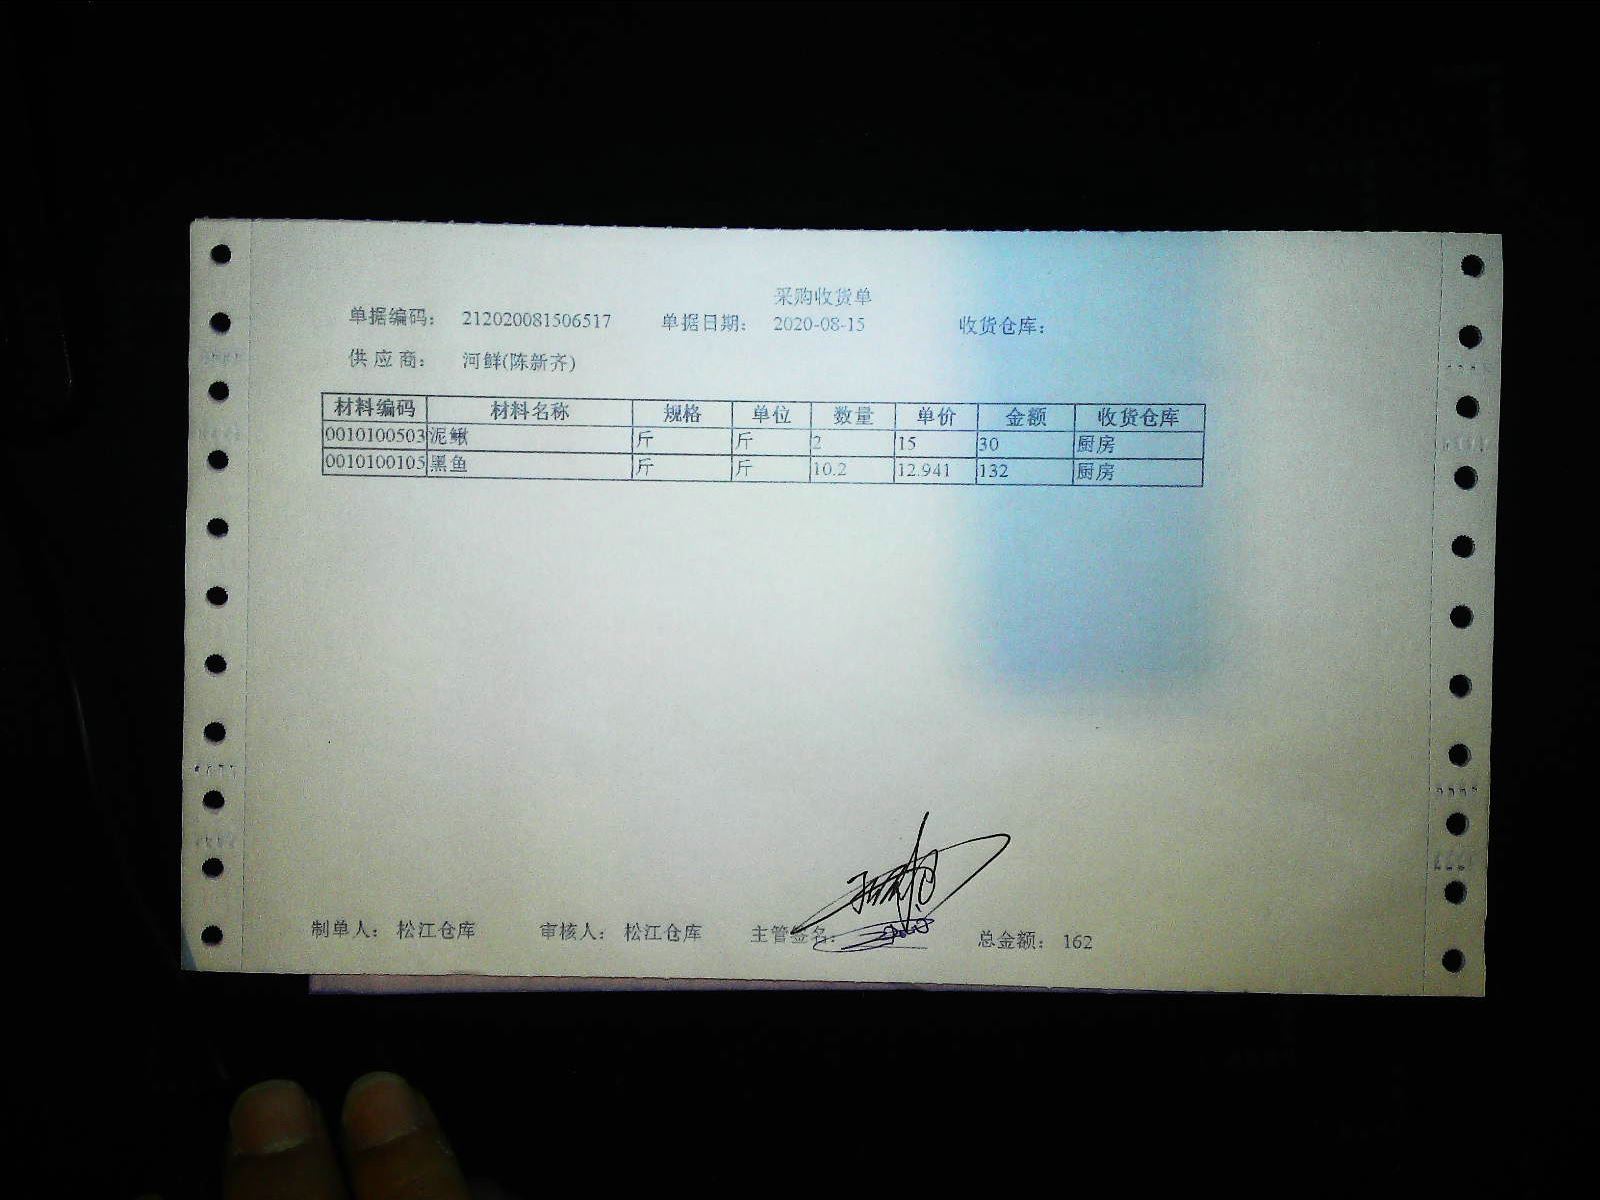 采购收货单
单据编码: 212020081506517 单据日期: 2020-08-15 收货仓库:
供应商: 河鲜(陈新齐)
材料编码 材料名称 规格 单位 数量 单价 金额 收货仓库
0010100503 泥鳅 斤 斤 2 15 30 厨房
0010100105 黑鱼 斤 斤 10.2 12.941 132 厨房
制单人: 松江仓库 审核人: 松江仓库 主管签名: 总金额: 162